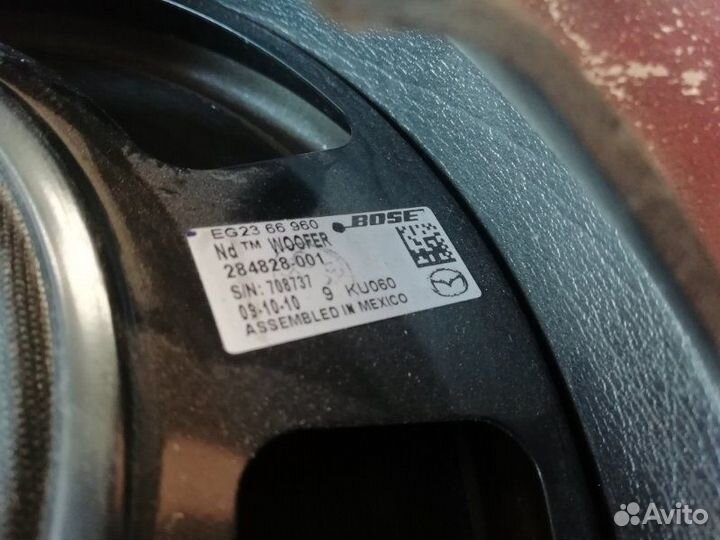 EG23 66 960 BOSE
Nd™ WOOFER
284828-001
S/N: 708737 9 KU060
09-10-10
ASSEMBLED IN MEXICO
Avito